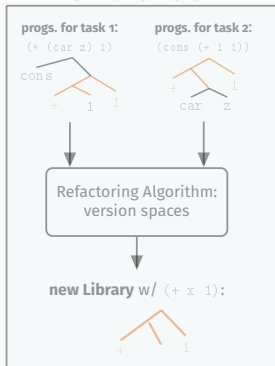 progs. for task 1:
(+ (car z) 1)
cons
+ 1 1
progs. for task 2:
(cons (+ 1 1))
+ 1
car z
Refactoring Algorithm:
version spaces
new Library w/ (+ x 1):
+ 1